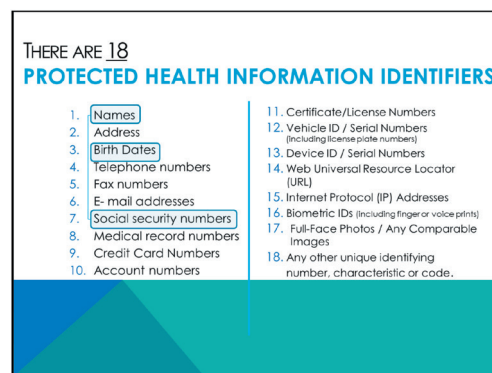 THERE ARE 18
PROTECTED HEALTH INFORMATION IDENTIFIERS
1. Names
2. Address
3. Birth Dates
4. Telephone numbers
5. Fax numbers
6. E- mail addresses
7. Social security numbers
8. Medical record numbers
9. Credit Card Numbers
10. Account numbers
11. Certificate/License Numbers
12. Vehicle ID / Serial Numbers
(including license plate numbers)
13. Device ID / Serial Numbers
14. Web Universal Resource Locator
(URL)
15. Internet Protocol (IP) Addresses
16. Biometric IDs (including finger or voice prints)
17. Full-Face Photos / Any Comparable
Images
18. Any other unique identifying
number, characteristic or code.